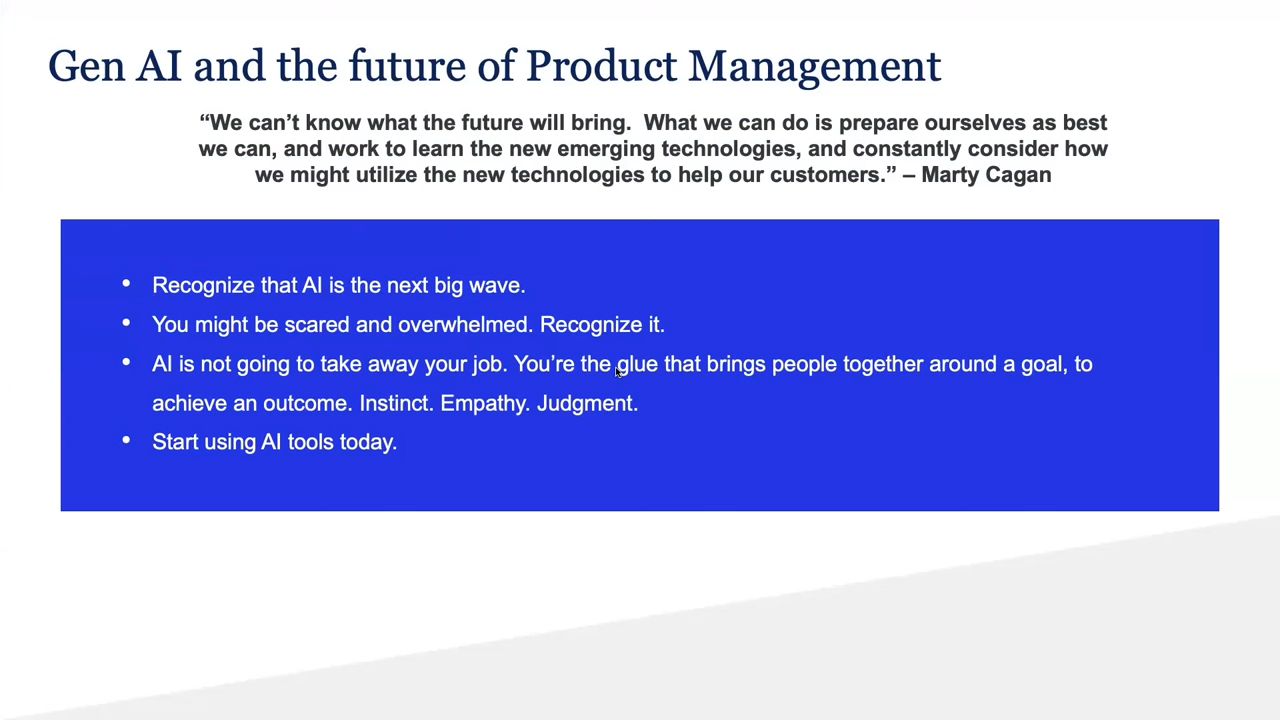 Gen AI and the future of Product Management
“We can’t know what the future will bring.  What we can do is prepare ourselves as best
we can, and work to learn the new emerging technologies, and constantly consider how
we might utilize the new technologies to help our customers.” – Marty Cagan
• Recognize that AI is the next big wave.
• You might be scared and overwhelmed. Recognize it.
• AI is not going to take away your job. You’re the glue that brings people together around a goal, to
achieve an outcome. Instinct. Empathy. Judgment.
• Start using AI tools today.